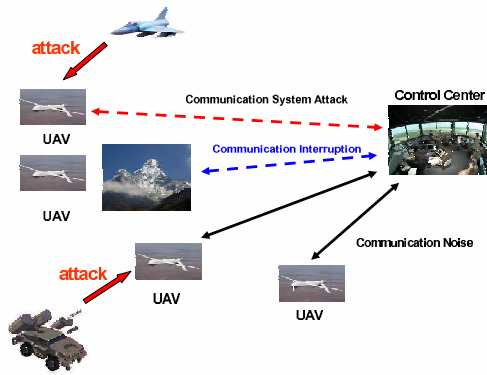 attack
Communication System Attack
Control Center
UAV
Communication Interruption
UAV
Communication Noise
attack
UAV
UAV